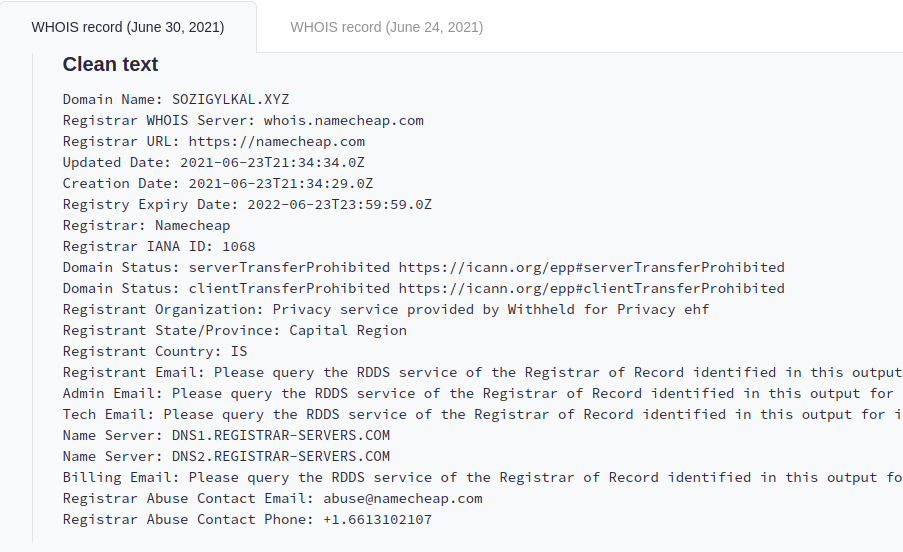 WHOIS record (June 30, 2021)
WHOIS record (June 24, 2021)
Clean text
Domain Name: SOZIGYLKAL.XYZ
Registrar WHOIS Server: whois.namecheap.com
Registrar URL: https://namecheap.com
Updated Date: 2021-06-23T21:34:34.0Z
Creation Date: 2021-06-23T21:34:29.0Z
Registry Expiry Date: 2022-06-23T23:59:59.0Z
Registrar: Namecheap
Registrar IANA ID: 1068
Domain Status: serverTransferProhibited https://icann.org/epp#serverTransferProhibited
Domain Status: clientTransferProhibited https://icann.org/epp#clientTransferProhibited
Registrant Organization: Privacy service provided by Withheld for Privacy ehf
Registrant State/Province: Capital Region
Registrant Country: IS
Registrant Email: Please query the RDDS service of the Registrar of Record identified in this output
Admin Email: Please query the RDDS service of the Registrar of Record identified in this output for
Tech Email: Please query the RDDS service of the Registrar of Record identified in this output for i
Name Server: DNS1.REGISTRAR-SERVERS.COM
Name Server: DNS2.REGISTRAR-SERVERS.COM
Billing Email: Please query the RDDS service of the Registrar of Record identified in this output fo
Registrar Abuse Contact Email: abuse@namecheap.com
Registrar Abuse Contact Phone: +1.6613102107